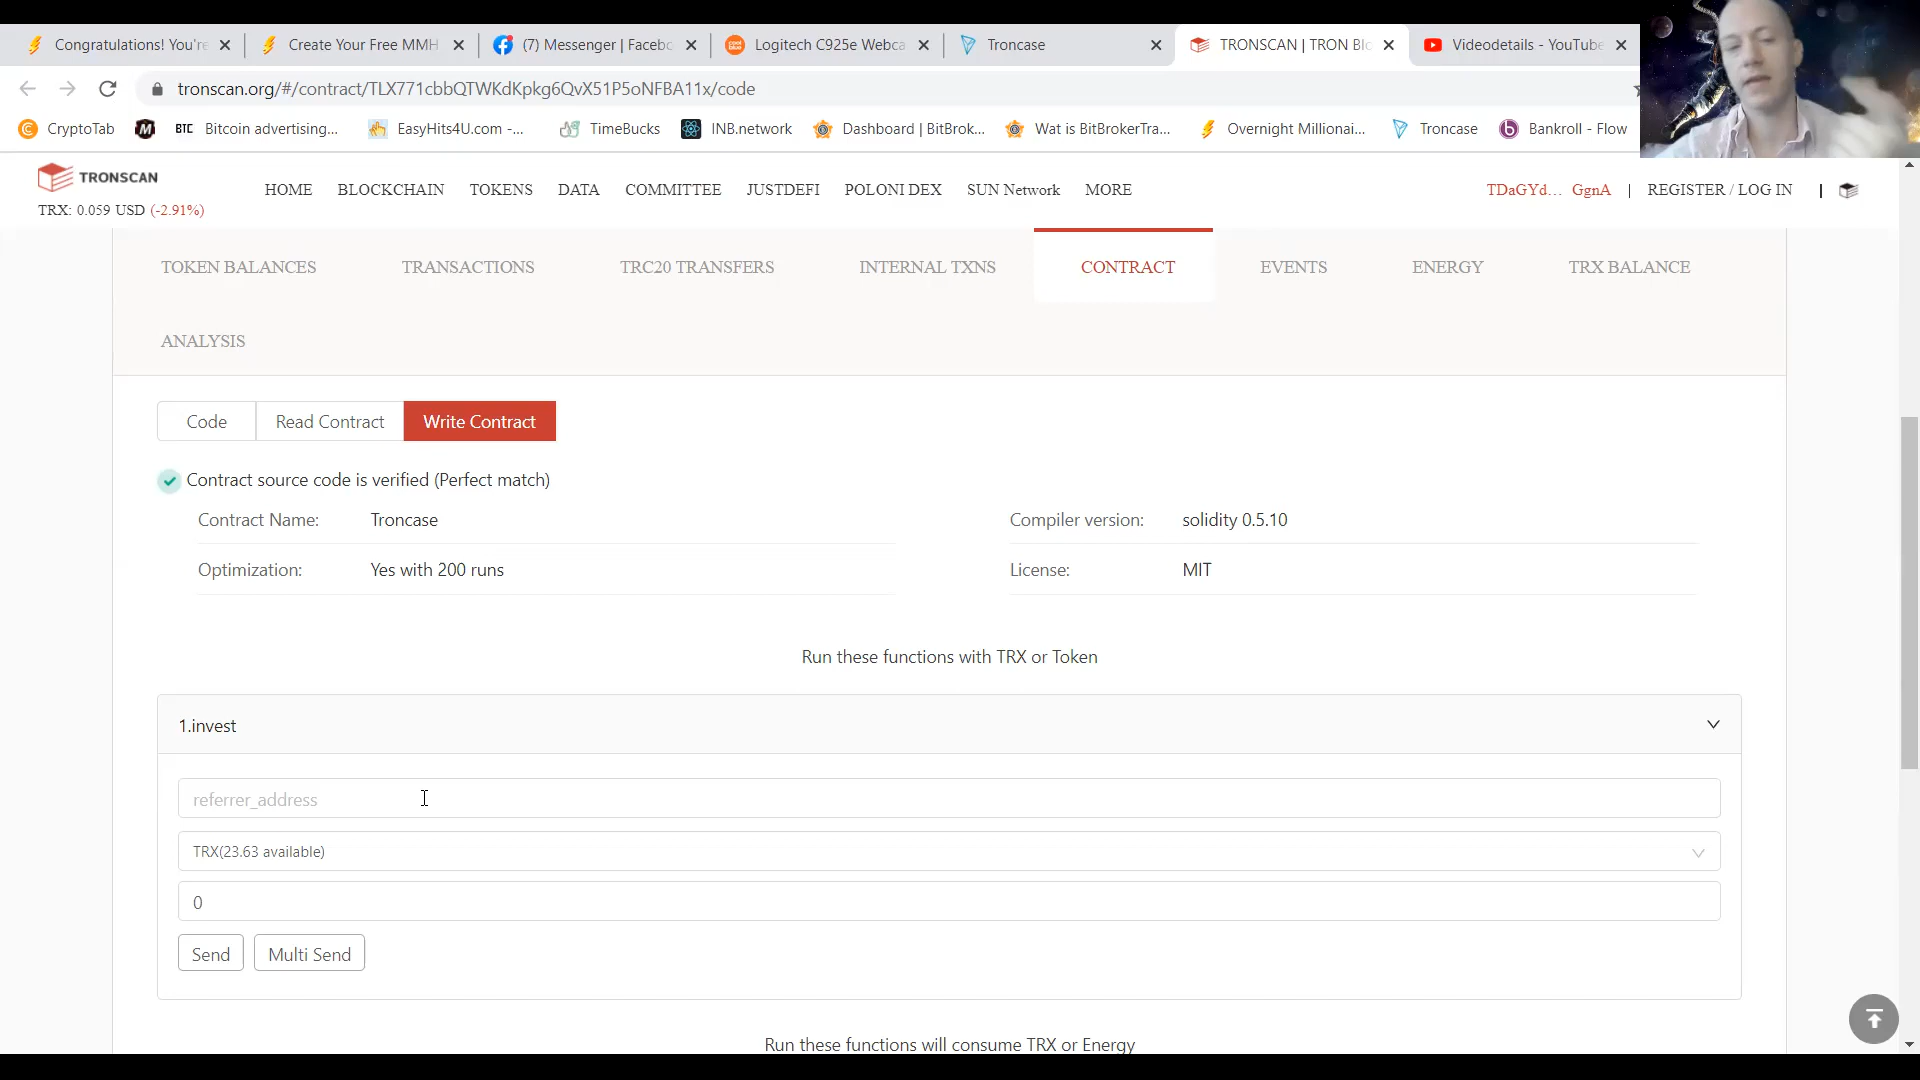 Congratulations! You're
Create Your Free MMH
(7) Messenger | Facebo
Logitech C925e Webca
Troncase
TRONSCAN | TRON Blo
Videodetails - YouTube
tronscan.org/#/contract/TLX771cbbQTWKdKpkg6QvX51P5oNFBA11x/code
CryptoTab
BTC Bitcoin advertising...
EasyHits4U.com -...
TimeBucks
INB.network
Dashboard | BitBrok...
Wat is BitBrokerTra...
Overnight Millionai...
Troncase
Bankroll - Flow
TRONSCAN
TRX: 0.059 USD (-2.91%)
HOME BLOCKCHAIN TOKENS DATA COMMITTEE JUSTDEFI POLONI DEX SUN Network MORE
TDaGYd... GgnA | REGISTER / LOG IN |
TOKEN BALANCES TRANSACTIONS TRC20 TRANSFERS INTERNAL TXNS CONTRACT EVENTS ENERGY TRX BALANCE
ANALYSIS
Code Read Contract Write Contract
Contract source code is verified (Perfect match)
Contract Name: Troncase
Compiler version: solidity 0.5.10
Optimization: Yes with 200 runs
License: MIT
Run these functions with TRX or Token
1.invest
referrer_address
TRX(23.63 available)
0
Send Multi Send
Run these functions will consume TRX or Energy